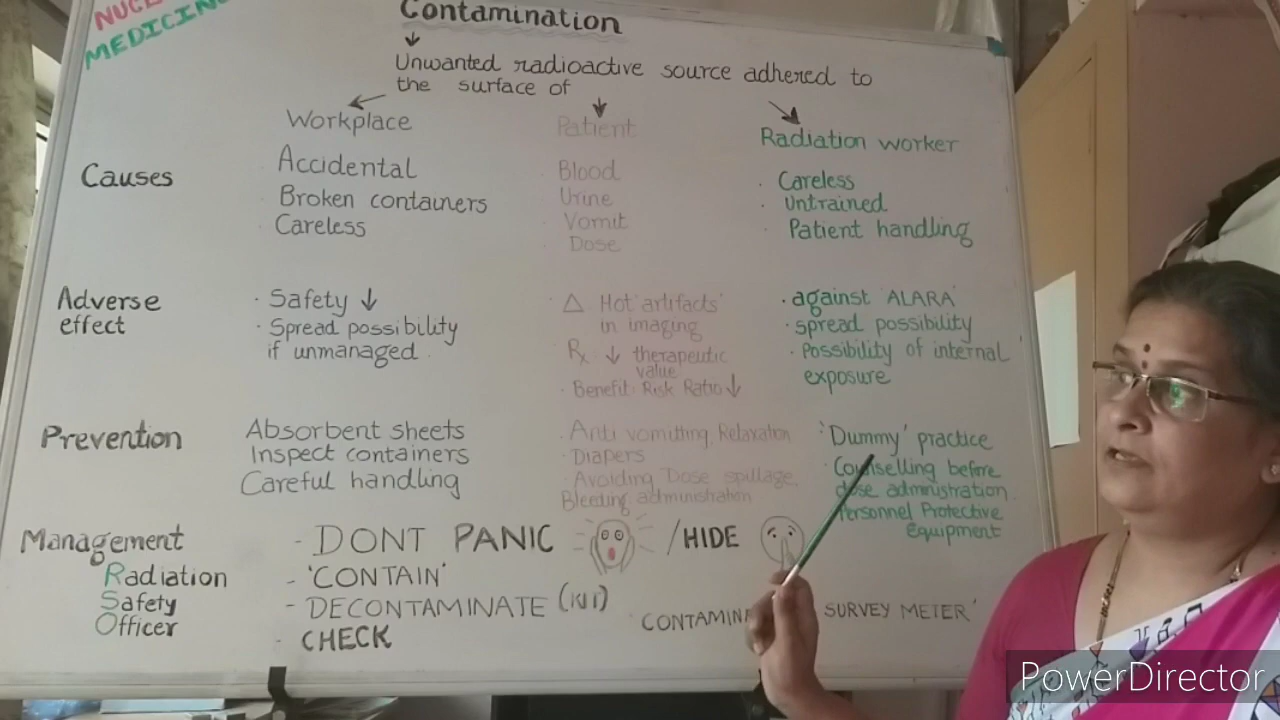 NUCL
MEDICINE
Contamination
Unwanted radioactive source adhered to
the surface of
Workplace
Patient
Radiation worker
Causes
Accidental
Broken containers
Careless
Blood
Urine
Vomit
Dose
· Careless
· Untrained
Patient handling
Adverse
effect
· Safety ↓
· Spread possibility
if unmanaged
△ Hot 'artifacts'
in imaging
Rx ↓ therapeutic
value
· Benefit: Risk Ratio ↓
· against 'ALARA'
· spread possibility
· Possibility of internal
exposure
Prevention
Absorbent sheets
Inspect containers
Careful handling
· Anti vomitting, Relaxation
· Diapers
· Avoiding Dose spillage
Bleeding administration
· 'Dummy' practice
· Counselling before
dose administration
Personnel Protective
Equipment
Management
Radiation
Safety
Officer
- DONT PANIC /HIDE
- 'CONTAIN'
- DECONTAMINATE
- CHECK
SURVEY METER'
PowerDirector